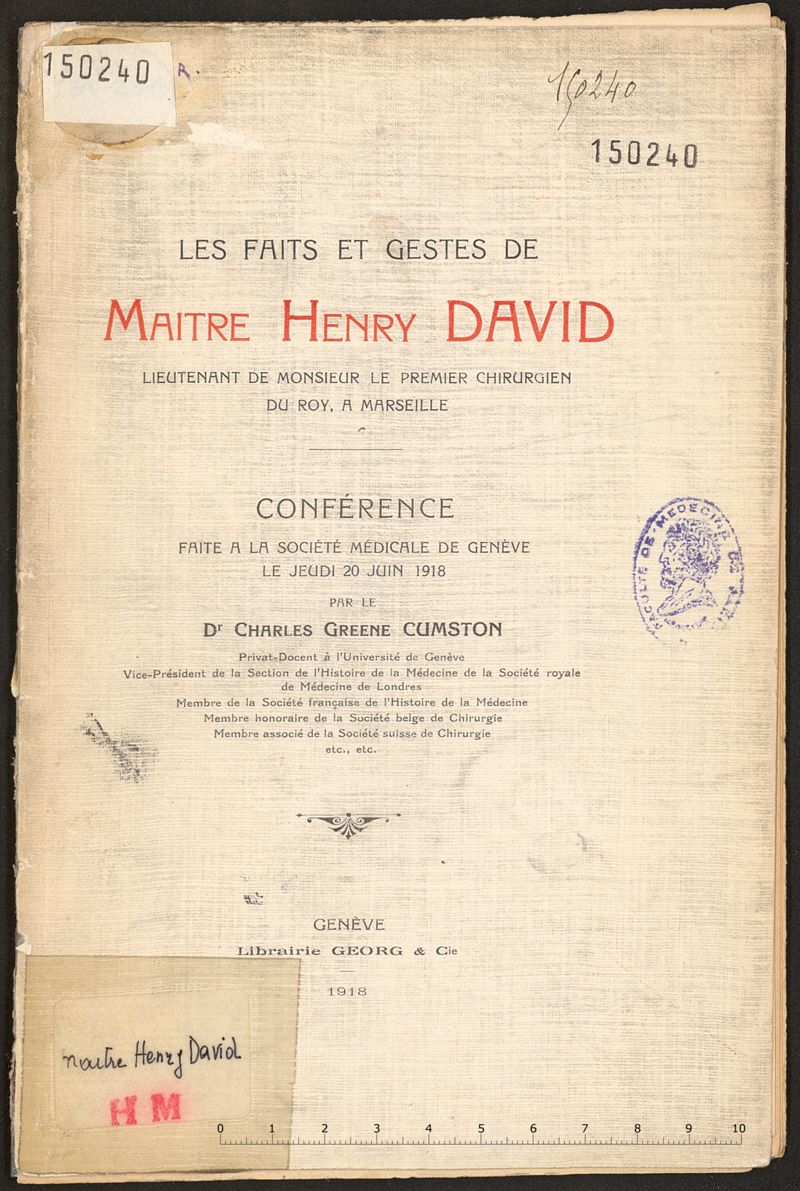 150240 R.
150240
150240
LES FAITS ET GESTES DE
MAITRE HENRY DAVID
LIEUTENANT DE MONSIEUR LE PREMIER CHIRURGIEN
DU ROY, A MARSEILLE
CONFÉRENCE
FAITE A LA SOCIÉTÉ MÉDICALE DE GENÈVE
LE JEUDI 20 JUIN 1918
PAR LE
Dr CHARLES GREENE CUMSTON
Privat-Docent à l'Université de Genève
Vice-Président de la Section de l'Histoire de la Médecine de la Société royale
de Médecine de Londres
Membre de la Société française de l'Histoire de la Médecine
Membre honoraire de la Société belge de Chirurgie
Membre associé de la Société suisse de Chirurgie
etc., etc.
FACULTE DE MEDECINE DE
GENÈVE
Librairie GEORG & Cie
1918
Maitre Henry David
H M
0 1 2 3 4 5 6 7 8 9 10